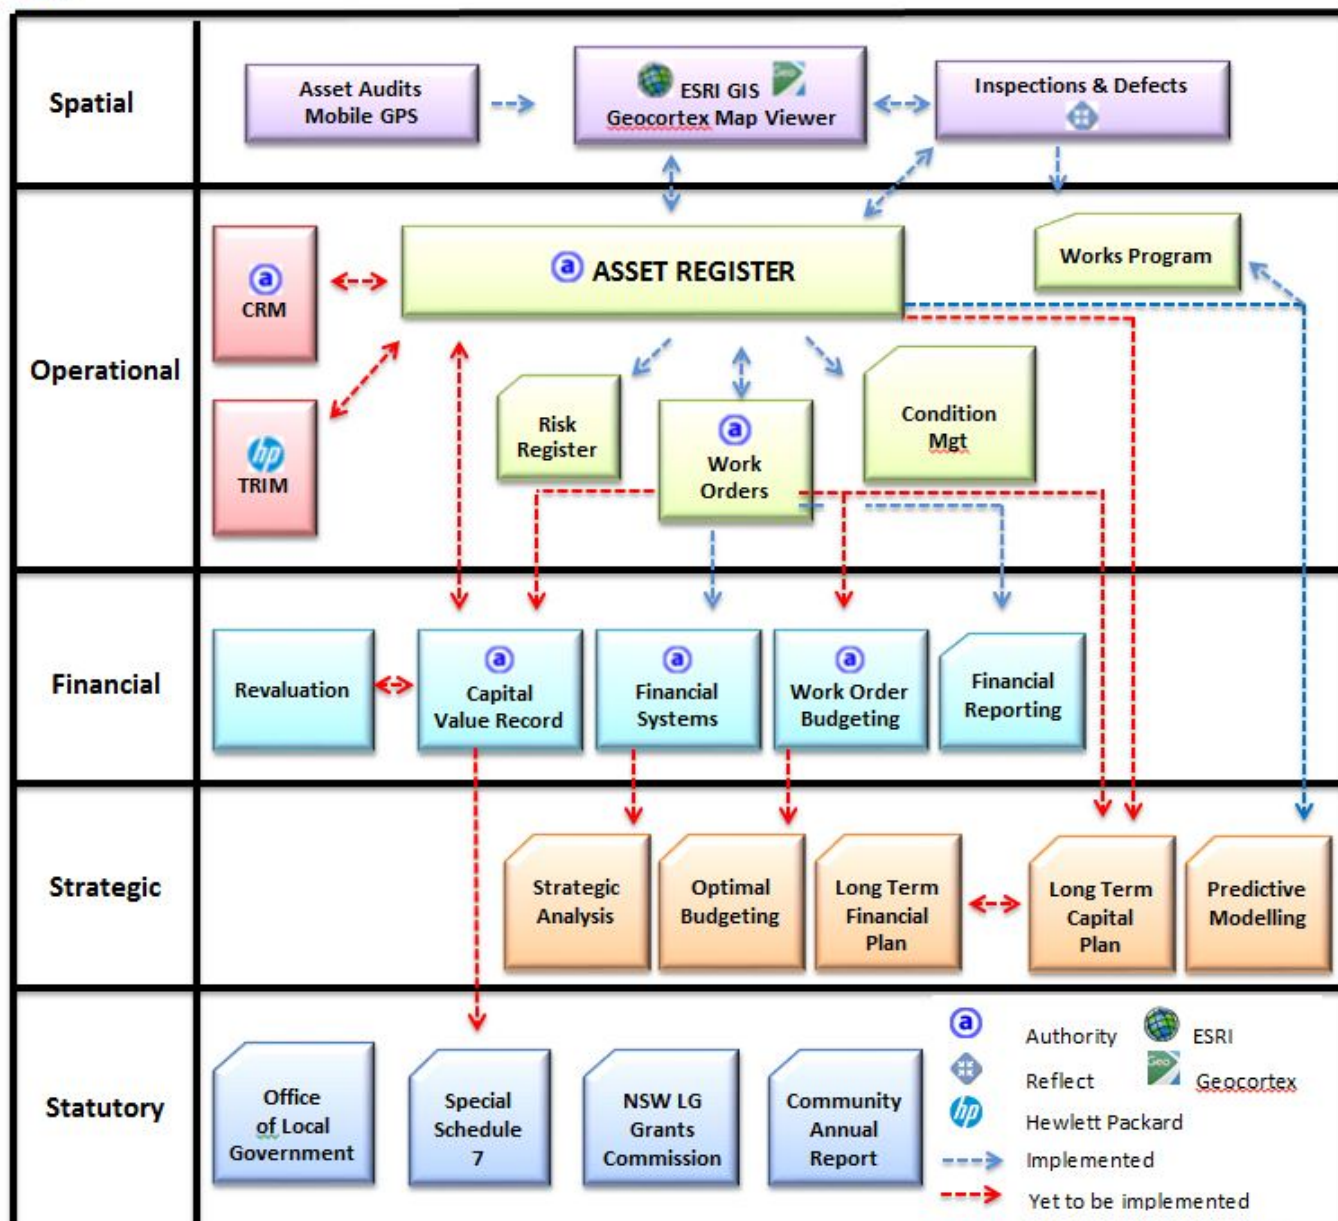 Spatial
Asset Audits
Mobile GPS
ESRI GIS Geo
Geocortex Map Viewer
Inspections & Defects
Operational
a
CRM
hp
TRIM
a ASSET REGISTER
Works Program
Risk
Register
a
Work
Orders
Condition
Mgt
Financial
Revaluation
a
Capital
Value Record
a
Financial
Systems
a
Work Order
Budgeting
Financial
Reporting
Strategic
Strategic
Analysis
Optimal
Budgeting
Long Term
Financial
Plan
Long Term
Capital
Plan
Predictive
Modelling
Statutory
Office
of Local
Government
Special
Schedule
7
NSW LG
Grants
Commission
Community
Annual
Report
a Authority ESRI
Reflect Geo Geocortex
hp Hewlett Packard
Implemented
Yet to be implemented